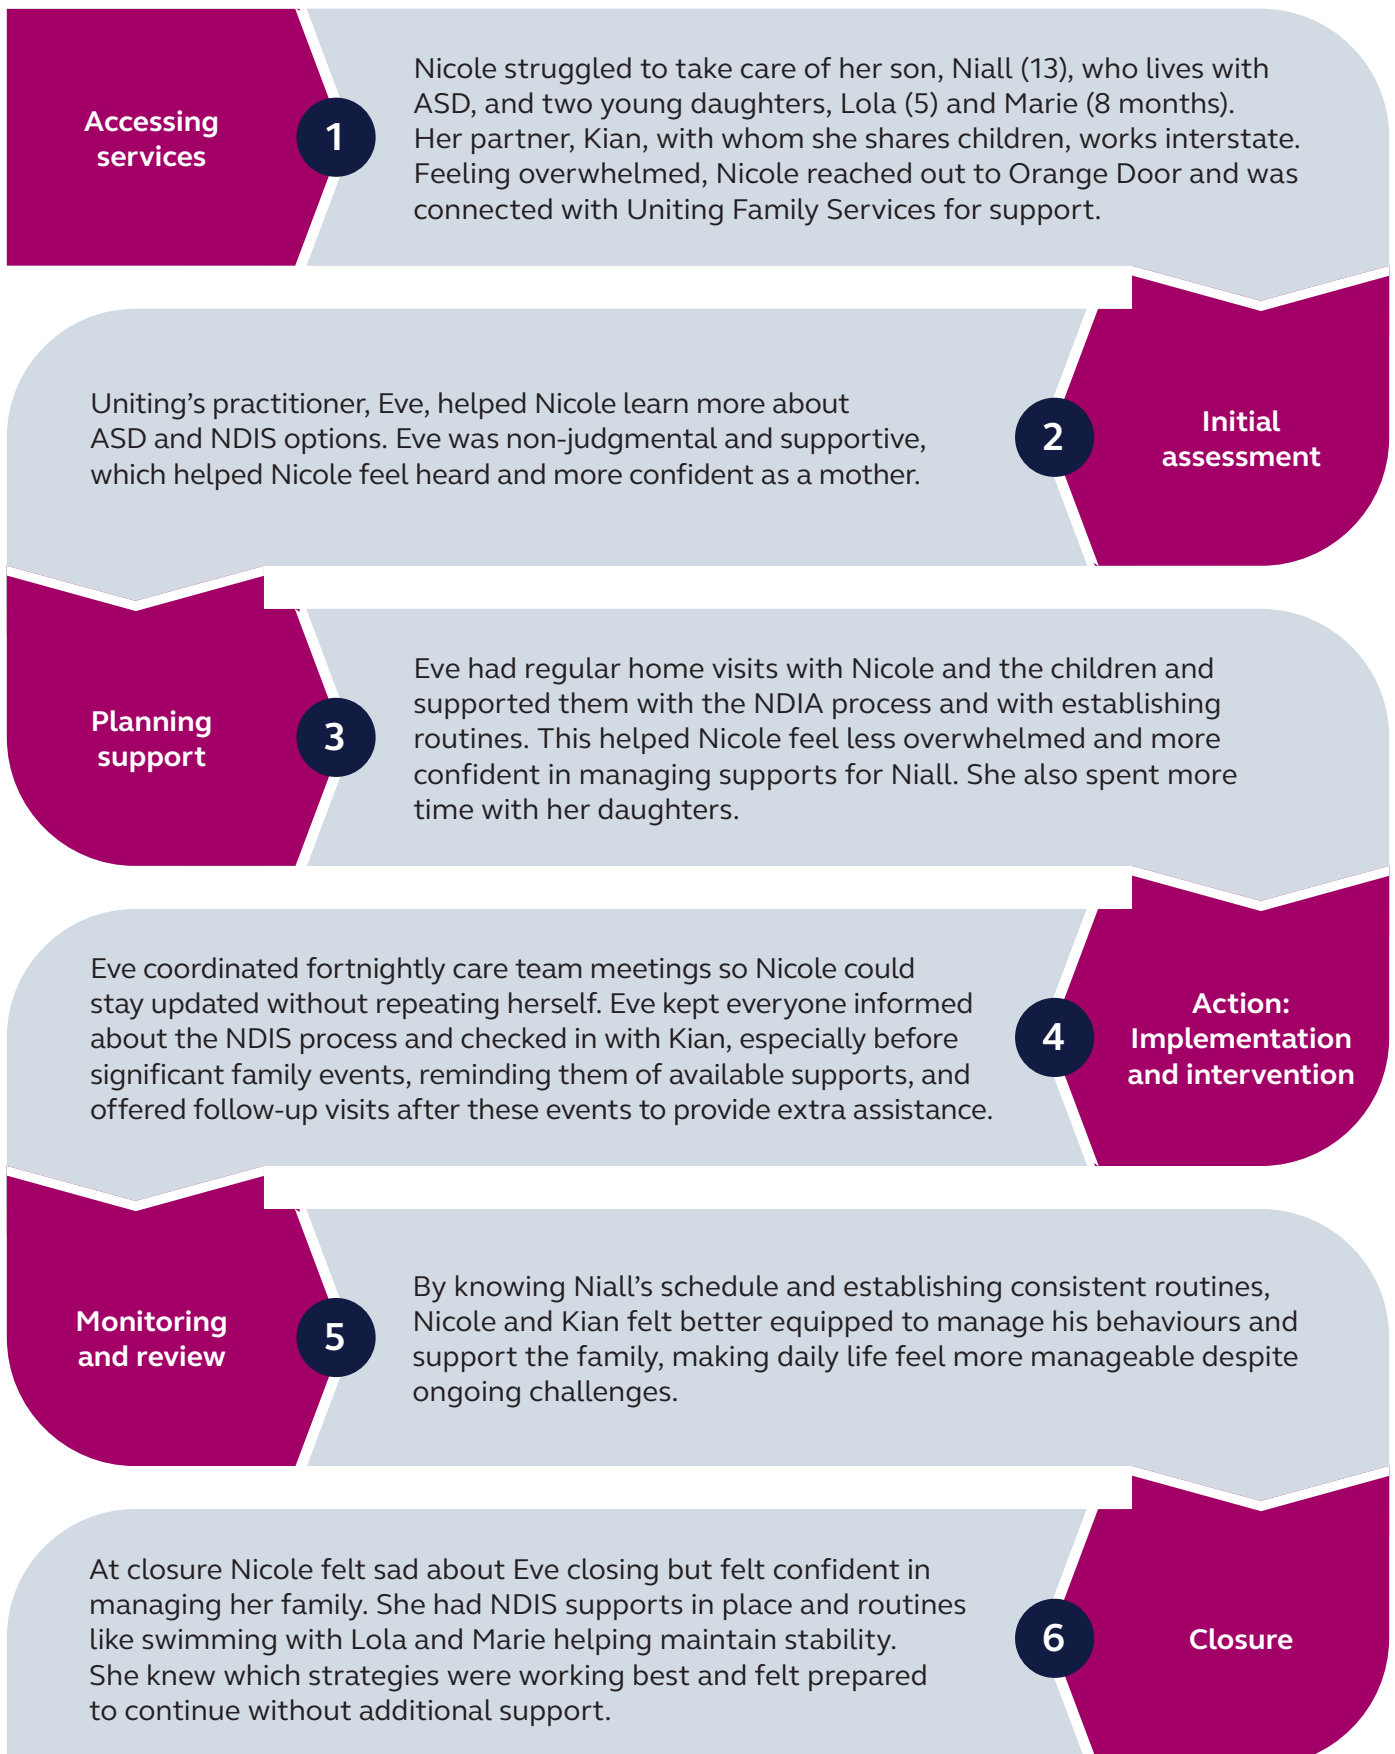 Accessing
services
1
Nicole struggled to take care of her son, Niall (13), who lives with
ASD, and two young daughters, Lola (5) and Marie (8 months).
Her partner, Kian, with whom she shares children, works interstate.
Feeling overwhelmed, Nicole reached out to Orange Door and was
connected with Uniting Family Services for support.
Uniting’s practitioner, Eve, helped Nicole learn more about
ASD and NDIS options. Eve was non-judgmental and supportive,
which helped Nicole feel heard and more confident as a mother.
2
Initial
assessment
Planning
support
3
Eve had regular home visits with Nicole and the children and
supported them with the NDIA process and with establishing
routines. This helped Nicole feel less overwhelmed and more
confident in managing supports for Niall. She also spent more
time with her daughters.
Eve coordinated fortnightly care team meetings so Nicole could
stay updated without repeating herself. Eve kept everyone informed
about the NDIS process and checked in with Kian, especially before
significant family events, reminding them of available supports, and
offered follow-up visits after these events to provide extra assistance.
4
Action:
Implementation
and intervention
Monitoring
and review
5
By knowing Niall’s schedule and establishing consistent routines,
Nicole and Kian felt better equipped to manage his behaviours and
support the family, making daily life feel more manageable despite
ongoing challenges.
At closure Nicole felt sad about Eve closing but felt confident in
managing her family. She had NDIS supports in place and routines
like swimming with Lola and Marie helping maintain stability.
She knew which strategies were working best and felt prepared
to continue without additional support.
6
Closure